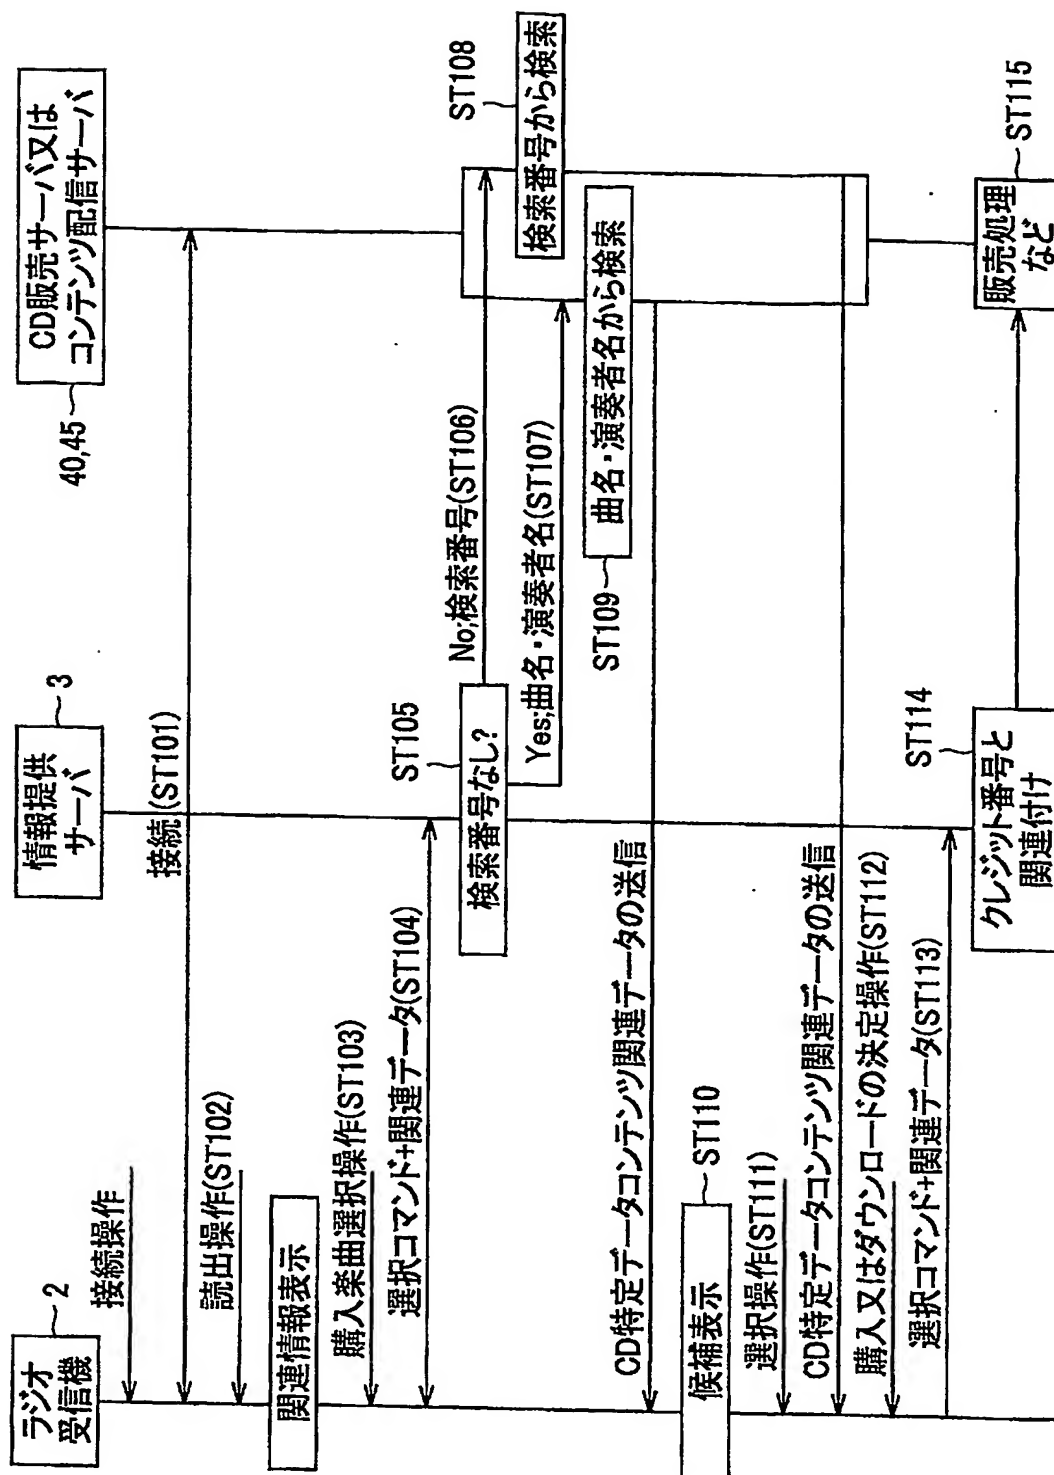 ラジオ
受信機
2
情報提供
サーバ
3
CD販売サーバ又は
コンテンツ配信サーバ
40,45
接続操作
接続(ST101)
読出操作(ST102)
関連情報表示
購入楽曲選択操作(ST103)
選択コマンド+関連データ(ST104)
検索番号なし?
ST105
No;検索番号(ST106)
Yes;曲名・演奏者名(ST107)
検索番号から検索
ST108
曲名・演奏者名から検索
ST109
CD特定データコンテンツ関連データの送信
候補表示
ST110
選択操作(ST111)
CD特定データコンテンツ関連データの送信
購入又はダウンロードの決定操作(ST112)
選択コマンド+関連データ(ST113)
クレジット番号と
関連付け
ST114
販売処理
など
ST115